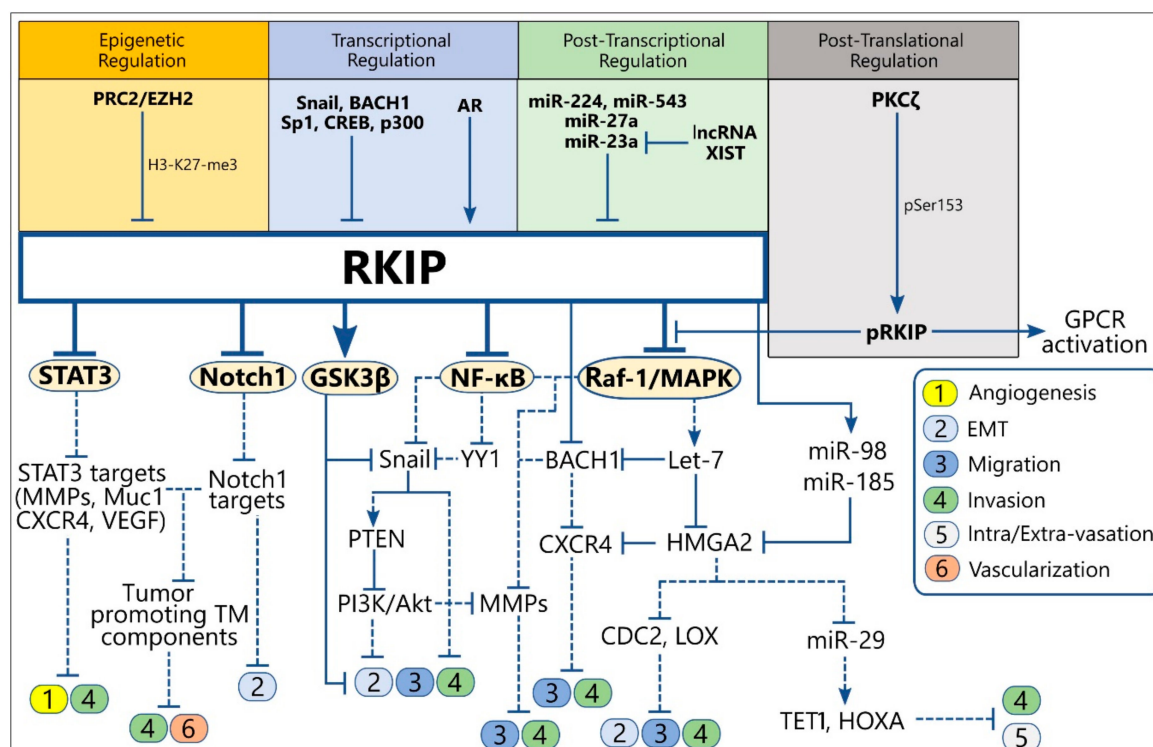 Epigenetic
Regulation
Transcriptional
Regulation
Post-Transcriptional
Regulation
Post-Translational
Regulation
PRC2/EZH2
H3-K27-me3
Snail, BACH1
Sp1, CREB, p300
AR
miR-224, miR-543
miR-27a
miR-23a
lncRNA
XIST
PKCζ
pSer153
RKIP
pRKIP
GPCR
activation
STAT3
Notch1
GSK3β
NF-κB
Raf-1/MAPK
1 Angiogenesis
2 EMT
3 Migration
4 Invasion
5 Intra/Extra-vasation
6 Vascularization
Snail
YY1
BACH1
Let-7
miR-98
miR-185
STAT3 targets
(MMPs, Muc1
CXCR4, VEGF)
Notch1
targets
PTEN
CXCR4
HMGA2
Tumor
promoting TM
components
PI3K/Akt
MMPs
CDC2, LOX
miR-29
TET1, HOXA
1 4
4 6
2
2 3 4
3 4
3 4
2 3 4
4
5